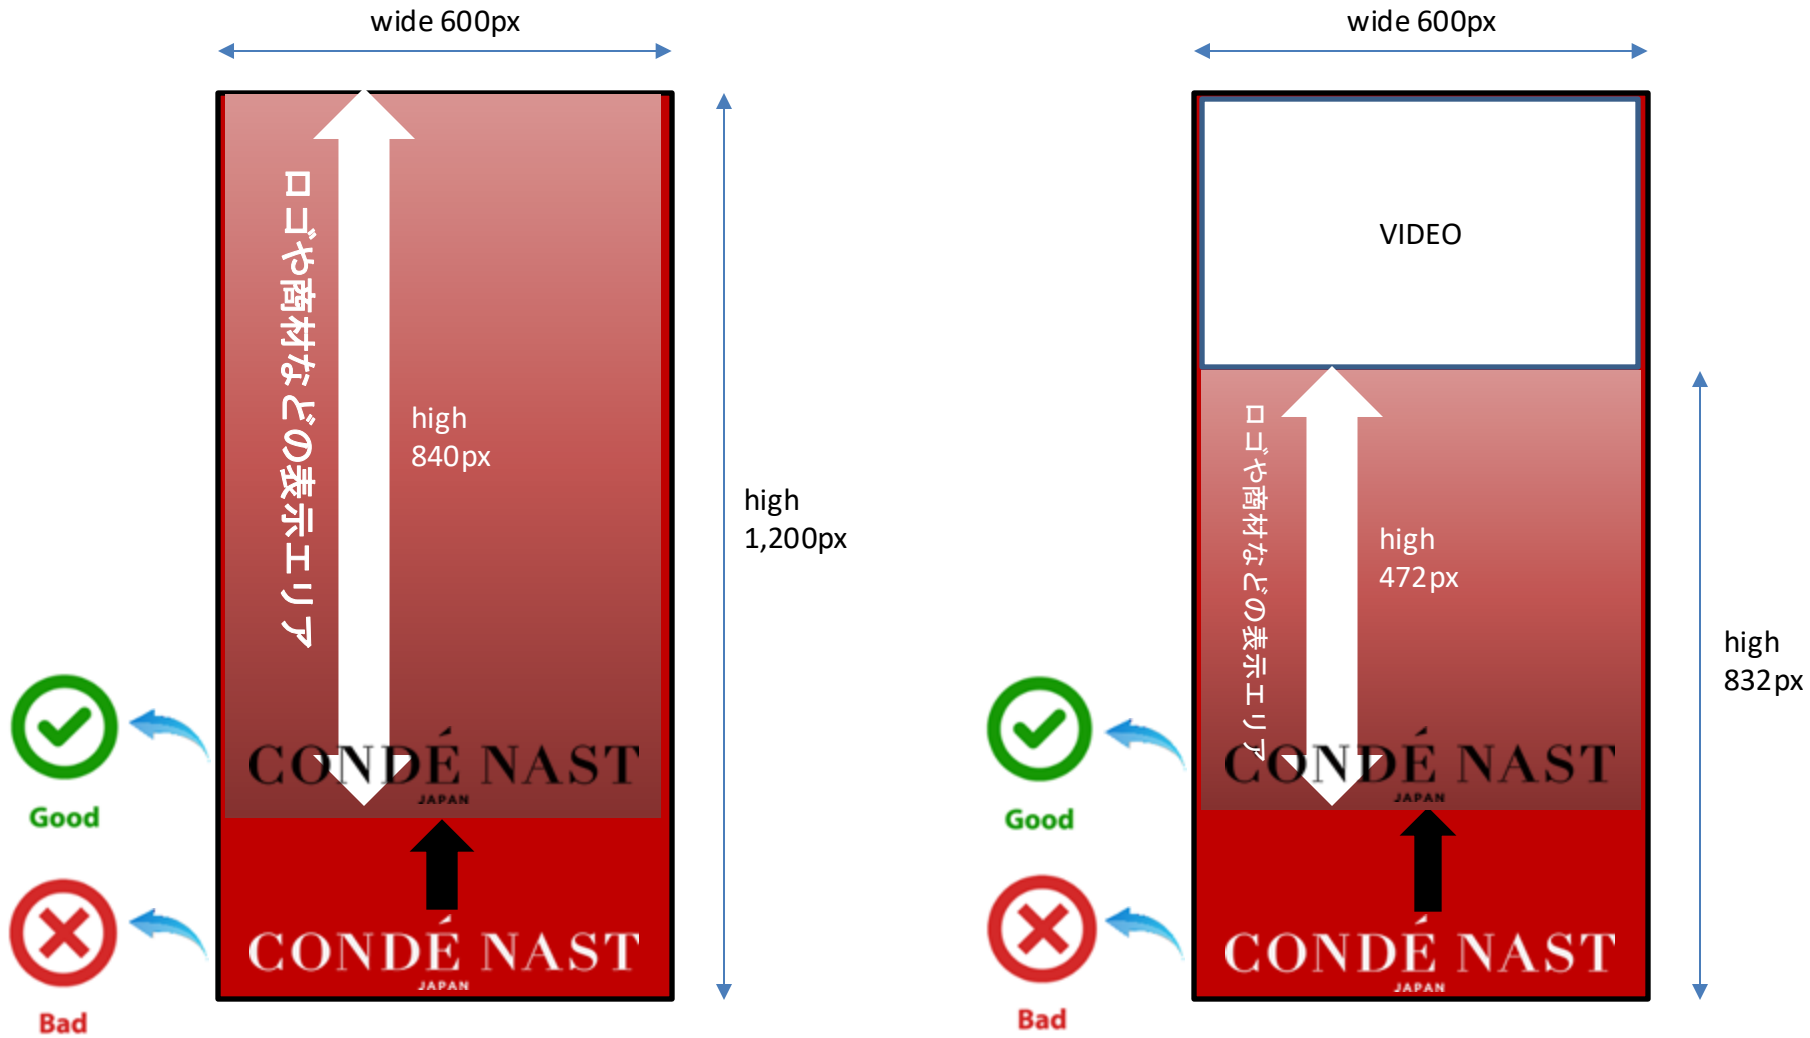 wide 600px
ロゴや商材などの表示エリア
high
840px
high
1,200px
CONDÉ NAST
JAPAN
Good
CONDÉ NAST
JAPAN
Bad
wide 600px
VIDEO
ロゴや商材などの表示エリア
high
472px
high
832px
CONDÉ NAST
JAPAN
Good
CONDÉ NAST
JAPAN
Bad